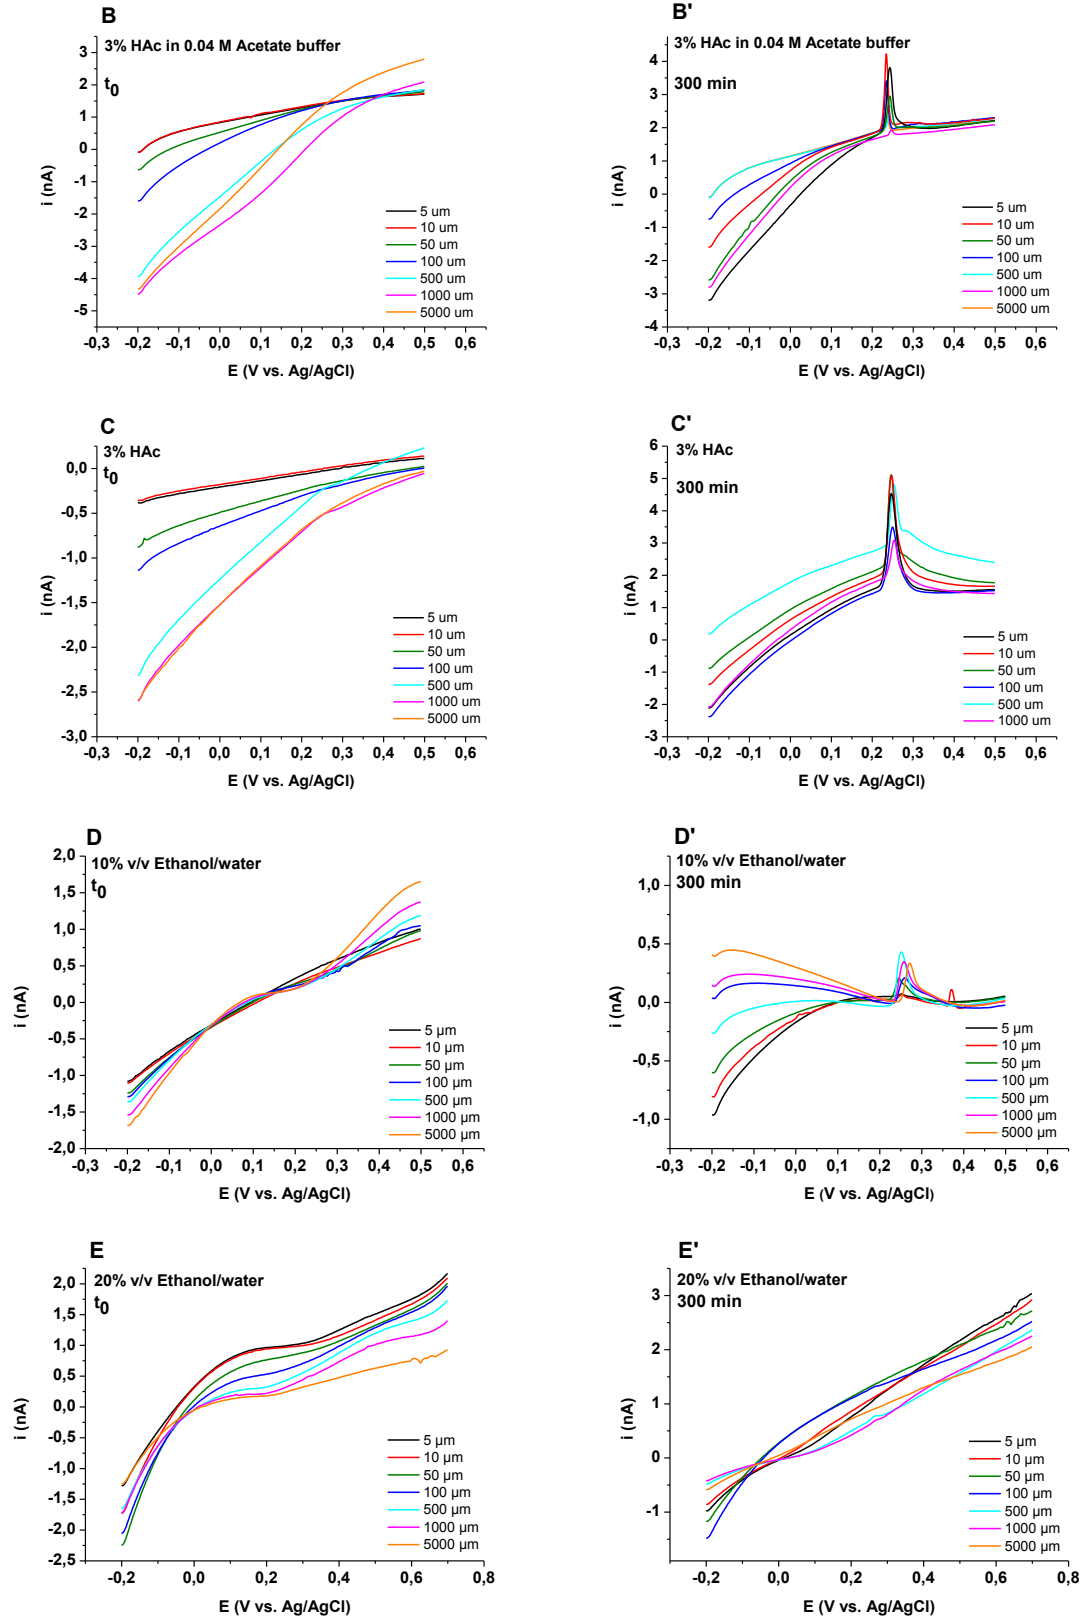 B
3% HAc in 0.04 M Acetate buffer
t0
i (nA)
3
2
1
0
-1
-2
-3
-4
-5
5 um
10 um
50 um
100 um
500 um
1000 um
5000 um
-0,3 -0,2 -0,1 0,0 0,1 0,2 0,3 0,4 0,5 0,6
E (V vs. Ag/AgCl)
B'
3% HAc in 0.04 M Acetate buffer
300 min
i (nA)
4
3
2
1
0
-1
-2
-3
-4
5 um
10 um
50 um
100 um
500 um
1000 um
5000 um
-0,3 -0,2 -0,1 0,0 0,1 0,2 0,3 0,4 0,5 0,6
E (V vs. Ag/AgCl)
C
3% HAc
t0
i (nA)
0,0
-0,5
-1,0
-1,5
-2,0
-2,5
-3,0
5 um
10 um
50 um
100 um
500 um
1000 um
5000 um
-0,3 -0,2 -0,1 0,0 0,1 0,2 0,3 0,4 0,5 0,6
E (V vs. Ag/AgCl)
C'
3% HAc
300 min
i (nA)
6
5
4
3
2
1
0
-1
-2
-3
5 um
10 um
50 um
100 um
500 um
1000 um
-0,3 -0,2 -0,1 0,0 0,1 0,2 0,3 0,4 0,5 0,6
E (V vs. Ag/AgCl)
D
10% v/v Ethanol/water
t0
i (nA)
2,0
1,5
1,0
0,5
0,0
-0,5
-1,0
-1,5
-2,0
5 µm
10 µm
50 µm
100 µm
500 µm
1000 µm
5000 µm
-0,3 -0,2 -0,1 0,0 0,1 0,2 0,3 0,4 0,5 0,6
E (V vs. Ag/AgCl)
D'
10% v/v Ethanol/water
300 min
i (nA)
1,0
0,5
0,0
-0,5
-1,0
5 µm
10 µm
50 µm
100 µm
500 µm
1000 µm
5000 µm
-0,3 -0,2 -0,1 0,0 0,1 0,2 0,3 0,4 0,5 0,6
E (V vs. Ag/AgCl)
E
20% v/v Ethanol/water
t0
i (nA)
2,0
1,5
1,0
0,5
0,0
-0,5
-1,0
-1,5
-2,0
-2,5
5 µm
10 µm
50 µm
100 µm
500 µm
1000 µm
5000 µm
-0,2 0,0 0,2 0,4 0,6 0,8
E (V vs. Ag/AgCl)
E'
20% v/v Ethanol/water
300 min
i (nA)
3
2
1
0
-1
5 µm
10 µm
50 µm
100 µm
500 µm
1000 µm
5000 µm
-0,2 0,0 0,2 0,4 0,6 0,8
E (V vs. Ag/AgCl)